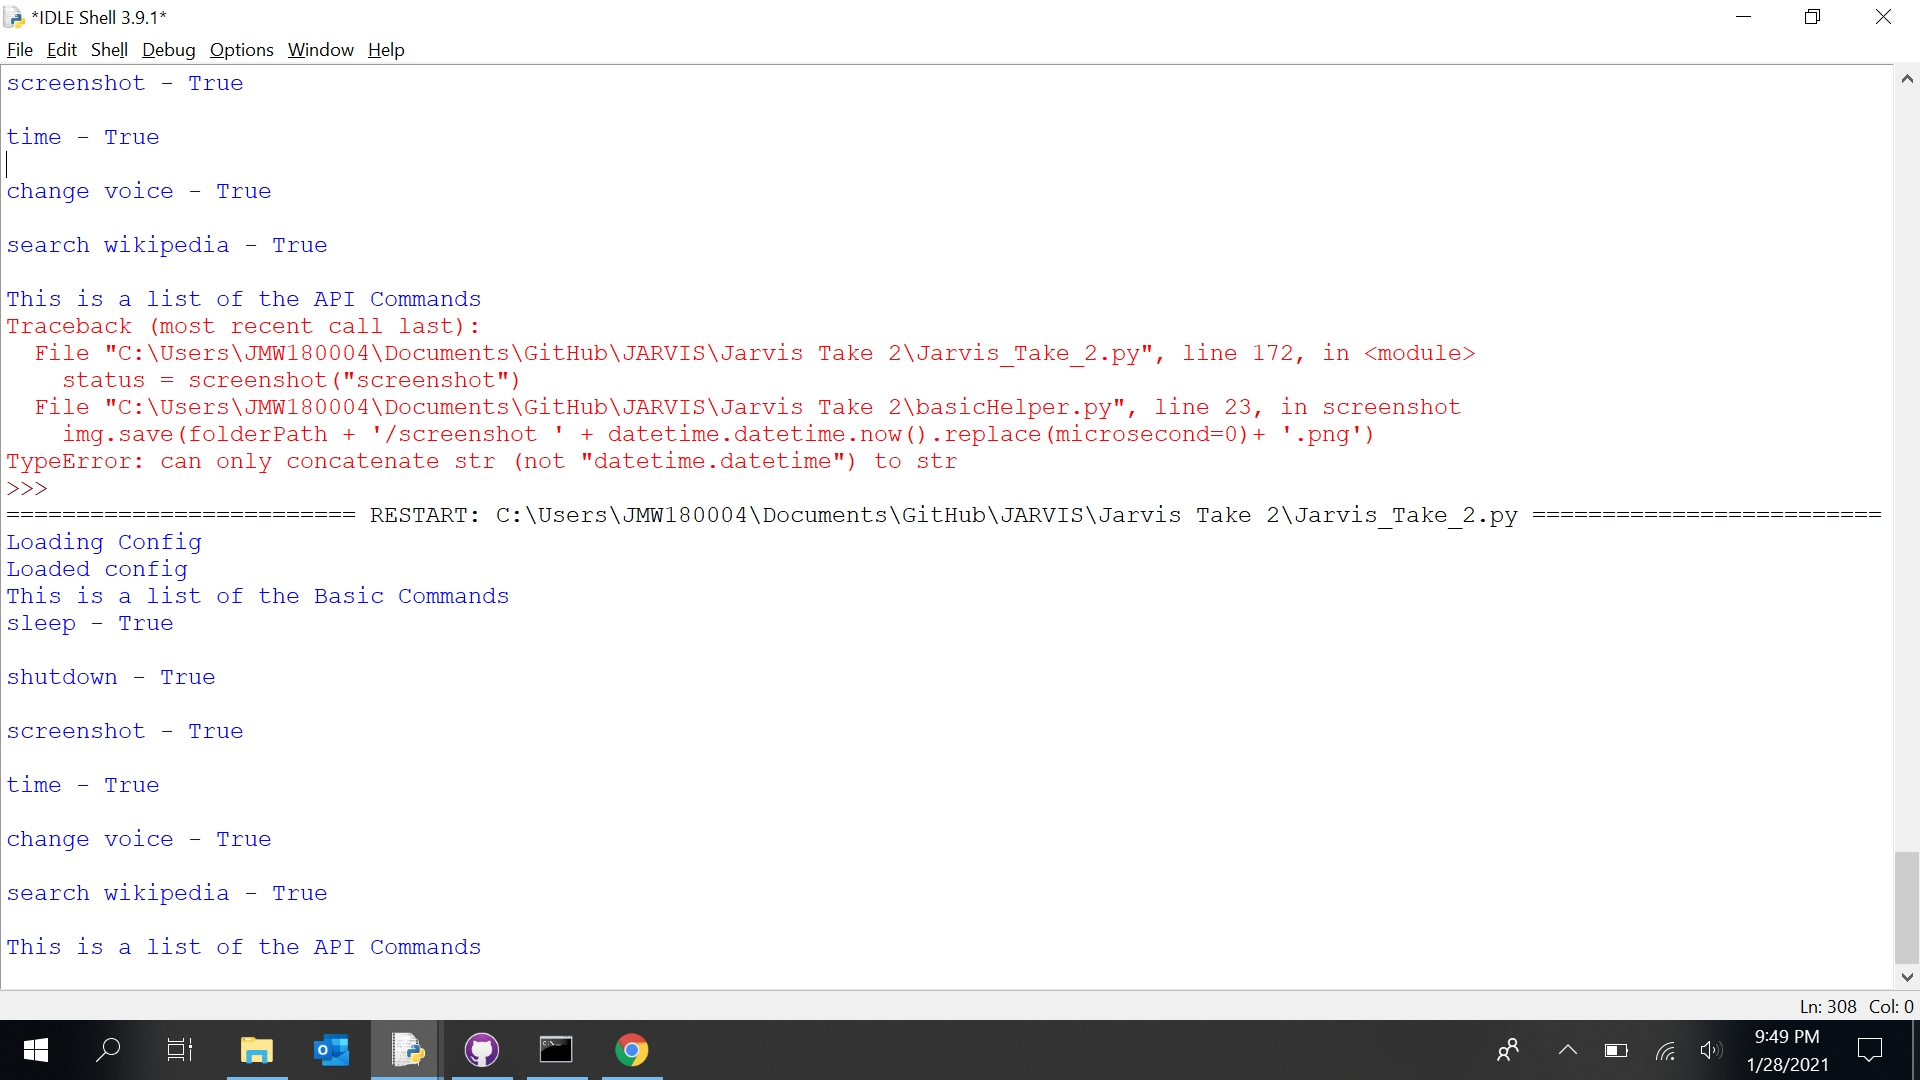 *IDLE Shell 3.9.1*
File Edit Shell Debug Options Window Help
screenshot - True
time - True
change voice - True
search wikipedia - True
This is a list of the API Commands
Traceback (most recent call last):
  File "C:\Users\JMW180004\Documents\GitHub\JARVIS\Jarvis Take 2\Jarvis_Take_2.py", line 172, in <module>
    status = screenshot("screenshot")
  File "C:\Users\JMW180004\Documents\GitHub\JARVIS\Jarvis Take 2\basicHelper.py", line 23, in screenshot
    img.save(folderPath + '/screenshot ' + datetime.datetime.now().replace(microsecond=0)+ '.png')
TypeError: can only concatenate str (not "datetime.datetime") to str
>>>
========================= RESTART: C:\Users\JMW180004\Documents\GitHub\JARVIS\Jarvis Take 2\Jarvis_Take_2.py =========================
Loading Config
Loaded config
This is a list of the Basic Commands
sleep - True
shutdown - True
screenshot - True
time - True
change voice - True
search wikipedia - True
This is a list of the API Commands
Ln: 308 Col: 0
9:49 PM
1/28/2021